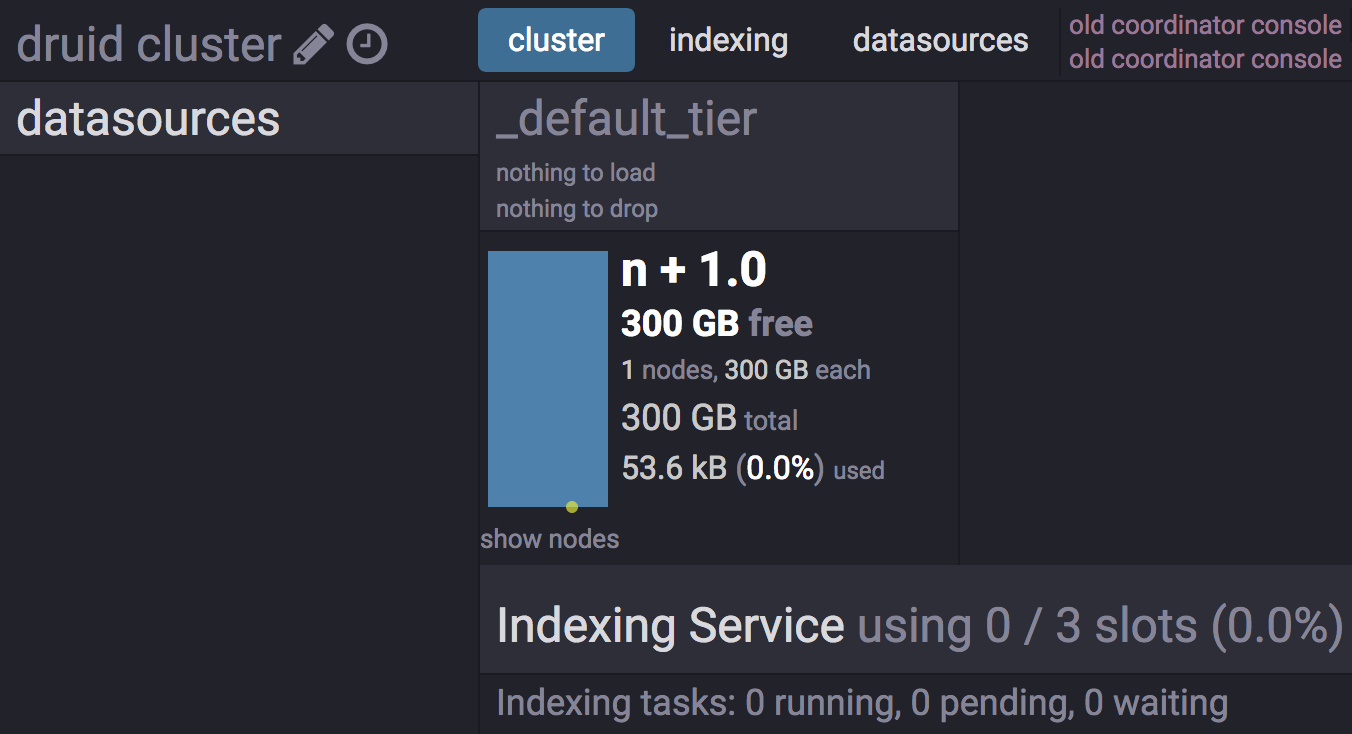 druid cluster
cluster
indexing
datasources
old coordinator console
old coordinator console
datasources
_default_tier
nothing to load
nothing to drop
n + 1.0
300 GB free
1 nodes, 300 GB each
300 GB total
53.6 kB (0.0%) used
show nodes
Indexing Service using 0 / 3 slots (0.0%)
Indexing tasks: 0 running, 0 pending, 0 waiting